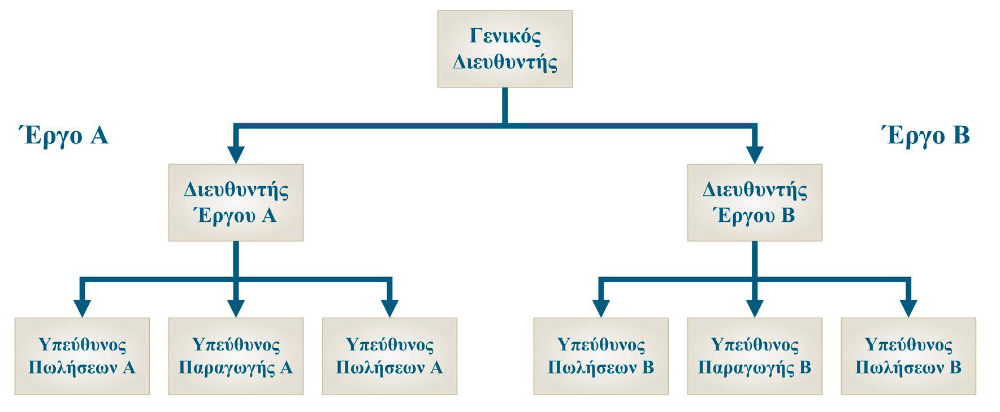 Γενικός
Διευθυντής
Έργο Α
Έργο Β
Διευθυντής
Έργου Α
Διευθυντής
Έργου Β
Υπεύθυνος
Πωλήσεων Α
Υπεύθυνος
Παραγωγής Α
Υπεύθυνος
Πωλήσεων Α
Υπεύθυνος
Πωλήσεων Β
Υπεύθυνος
Παραγωγής Β
Υπεύθυνος
Πωλήσεων Β